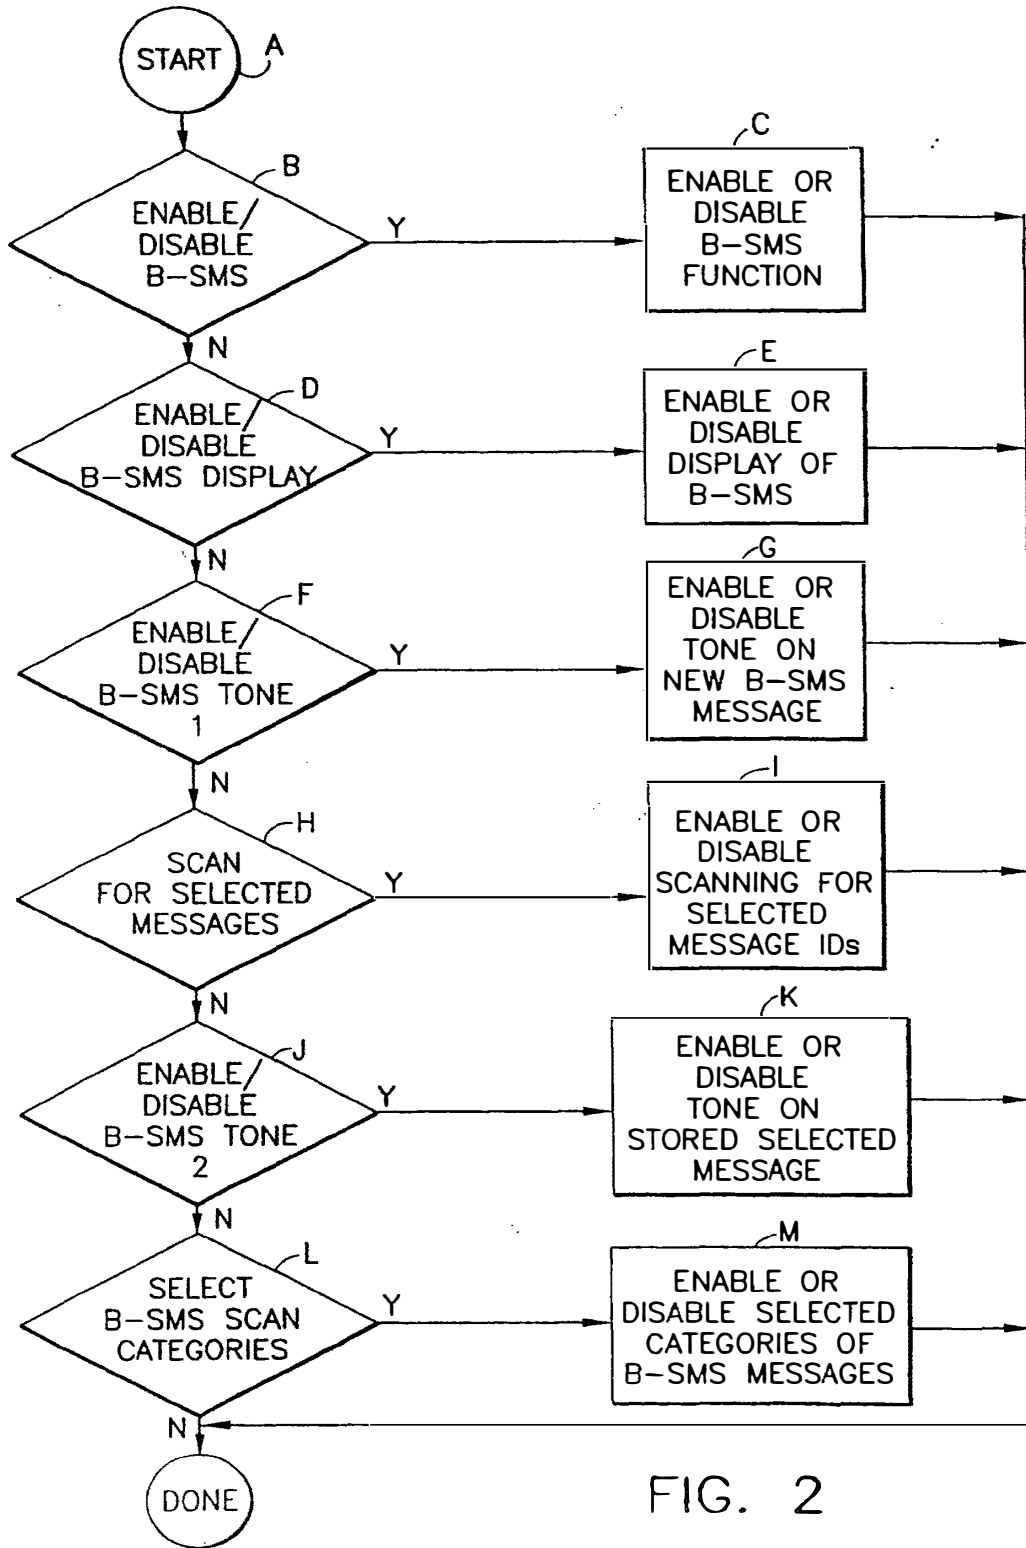 START
A
B
ENABLE/
DISABLE
B-SMS
Y
C
ENABLE OR
DISABLE
B-SMS
FUNCTION
N
D
ENABLE/
DISABLE
B-SMS DISPLAY
Y
E
ENABLE OR
DISABLE
DISPLAY OF
B-SMS
N
F
ENABLE/
DISABLE
B-SMS TONE
1
Y
G
ENABLE OR
DISABLE
TONE ON
NEW B-SMS
MESSAGE
N
H
SCAN
FOR SELECTED
MESSAGES
Y
I
ENABLE OR
DISABLE
SCANNING FOR
SELECTED
MESSAGE IDs
N
J
ENABLE/
DISABLE
B-SMS TONE
2
Y
K
ENABLE OR
DISABLE
TONE ON
STORED SELECTED
MESSAGE
N
L
SELECT
B-SMS SCAN
CATEGORIES
Y
M
ENABLE OR
DISABLE SELECTED
CATEGORIES OF
B-SMS MESSAGES
N
DONE
FIG. 2